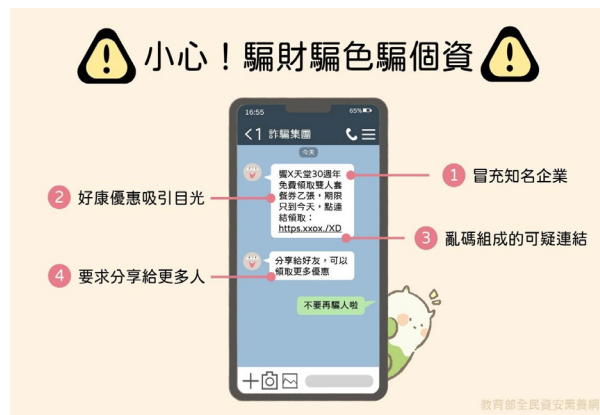 小心！騙財騙色騙個資
16:55
65%
<1 詐騙集團
今天
饗X天堂30週年
免費領取雙人套
餐券乙張，期限
只到今天，點連
結領取：
https.xxox./XD
分享給好友，可以
領取更多優惠
不要再騙人啦
1 冒充知名企業
2 好康優惠吸引目光
3 亂碼組成的可疑連結
4 要求分享給更多人
教育部全民資安素養網